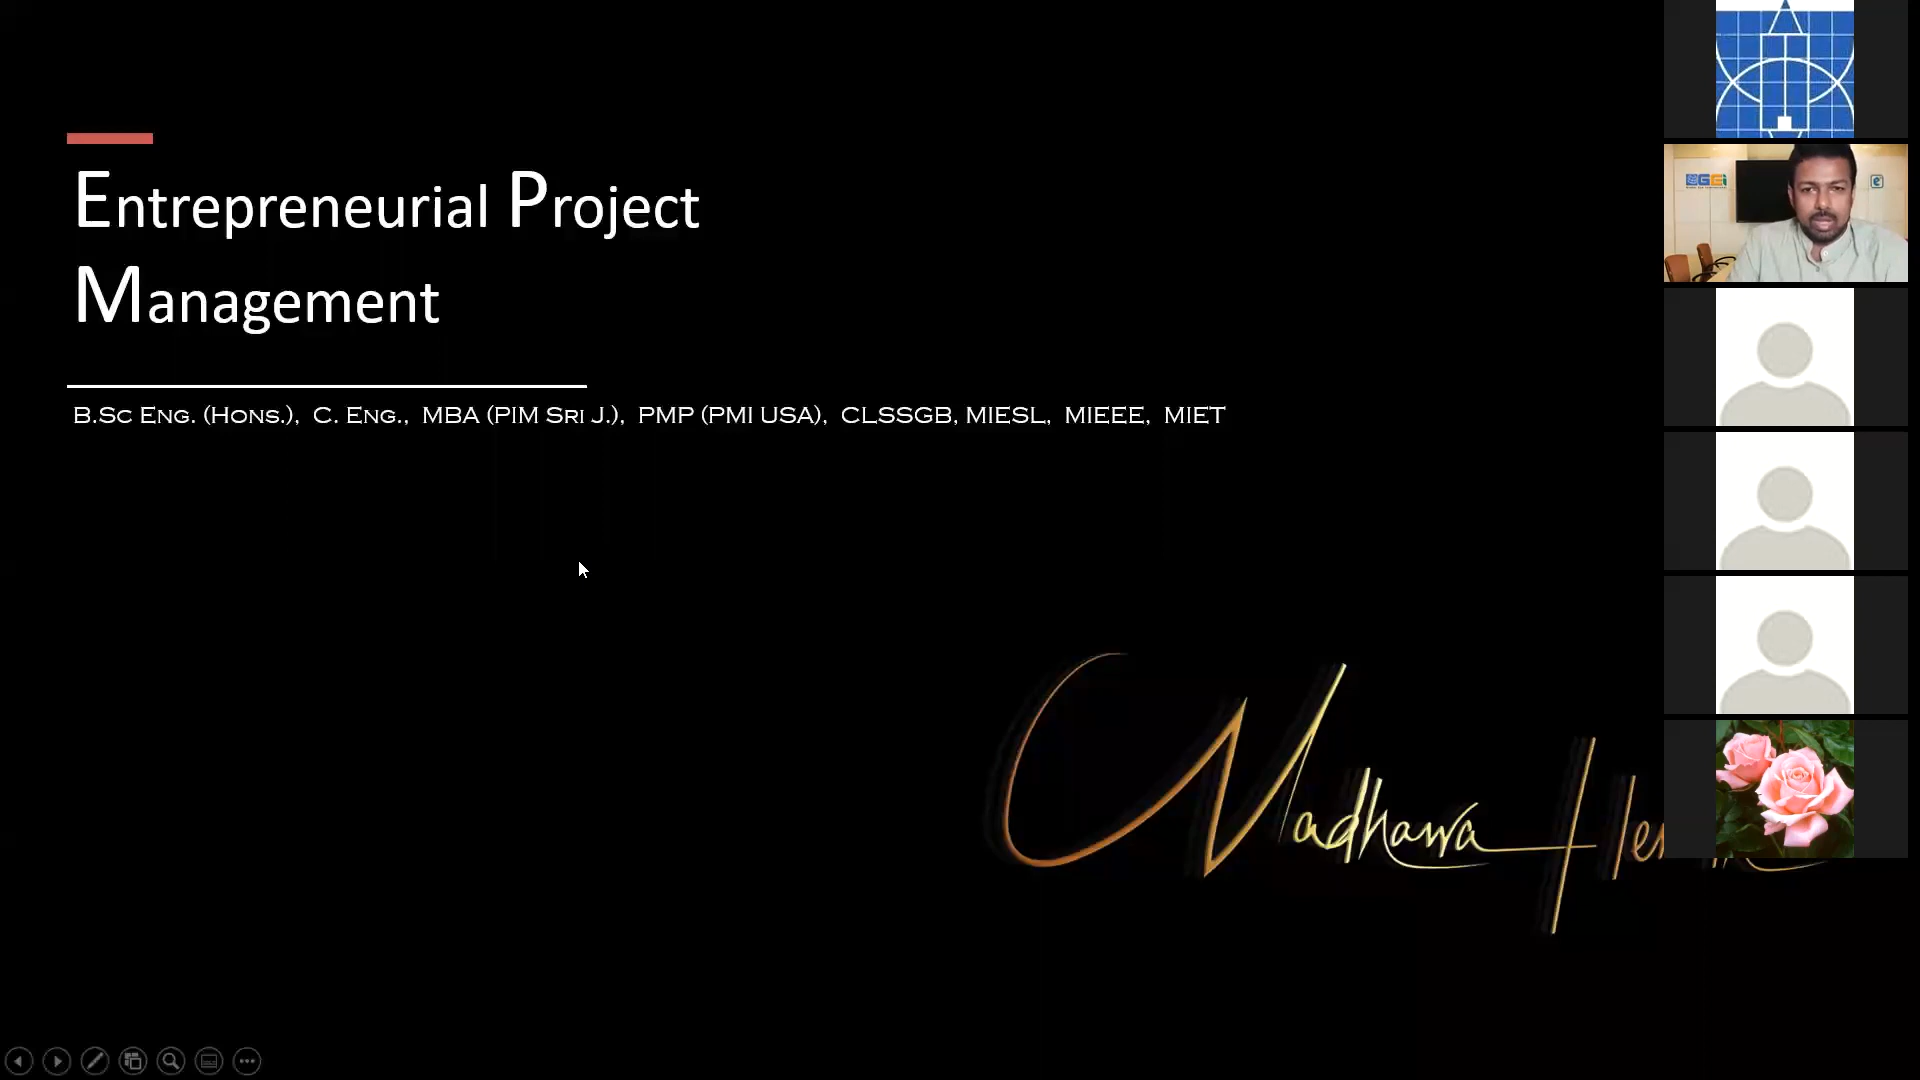 Entrepreneurial Project
Management
B.Sc Eng. (Hons.), C. Eng., MBA (PIM Sri J.), PMP (PMI USA), CLSSGB, MIESL, MIEEE, MIET
Madhawa